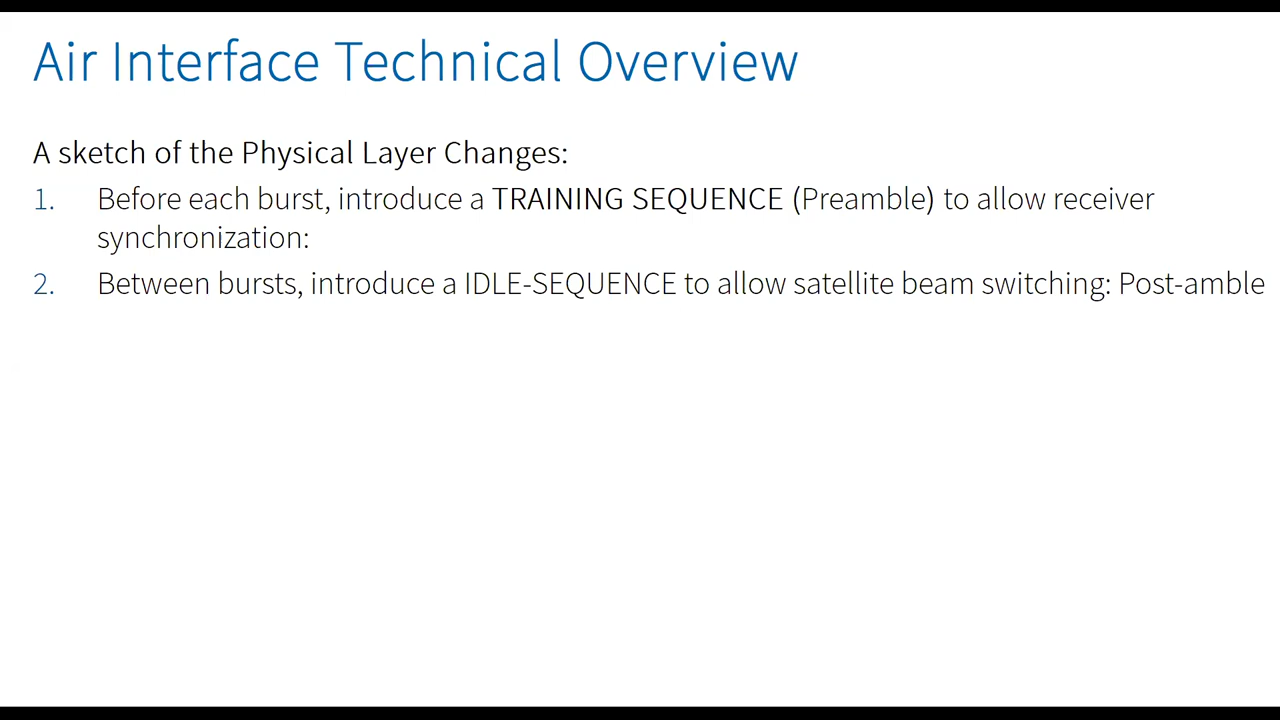 Air Interface Technical Overview
A sketch of the Physical Layer Changes:
1. Before each burst, introduce a TRAINING SEQUENCE (Preamble) to allow receiver
synchronization:
2. Between bursts, introduce a IDLE-SEQUENCE to allow satellite beam switching: Post-amble